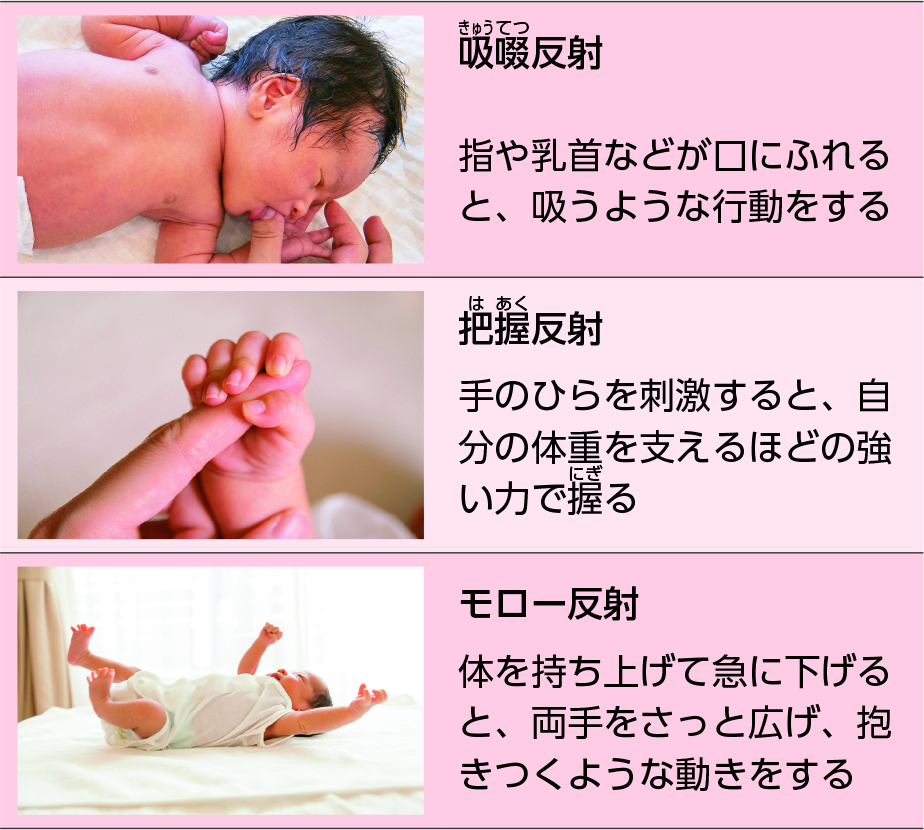 きゅうてつ
吸啜反射
指や乳首などが口にふれる
と、吸うような行動をする
は あく
把握反射
手のひらを刺激すると、自
分の体重を支えるほどの強
にぎ
い力で握る
モロー反射
体を持ち上げて急に下げる
と、両手をさっと広げ、抱
きつくような動きをする